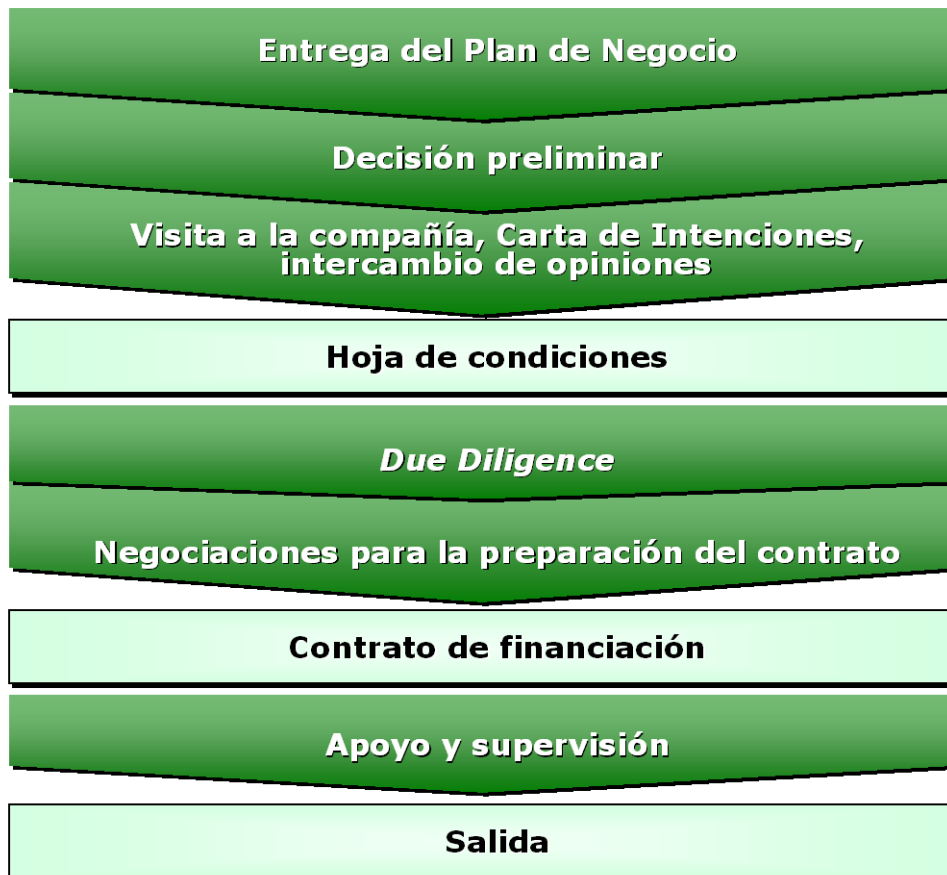 Entrega del Plan de Negocio
Decisión preliminar
Visita a la compañía, Carta de Intenciones,
intercambio de opiniones
Hoja de condiciones
Due Diligence
Negociaciones para la preparación del contrato
Contrato de financiación
Apoyo y supervisión
Salida